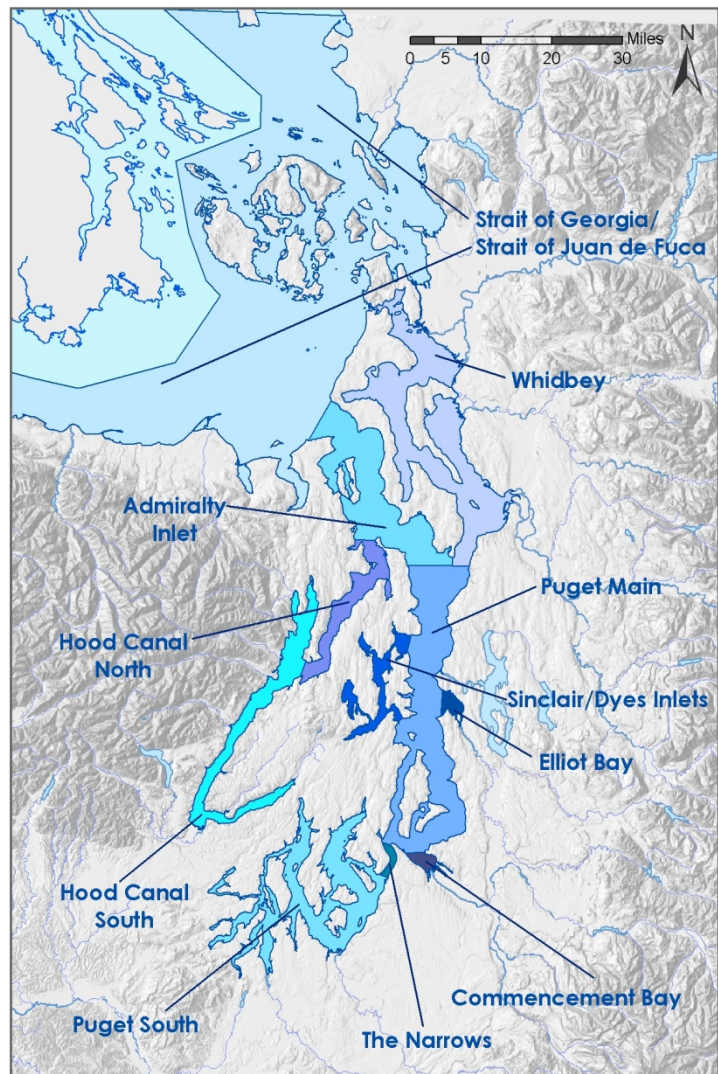 Miles
N
0 5 10 20 30
Strait of Georgia/
Strait of Juan de Fuca
Whidbey
Admiralty
Inlet
Puget Main
Hood Canal
North
Sinclair/Dyes Inlets
Elliot Bay
Hood Canal
South
Commencement Bay
Puget South
The Narrows